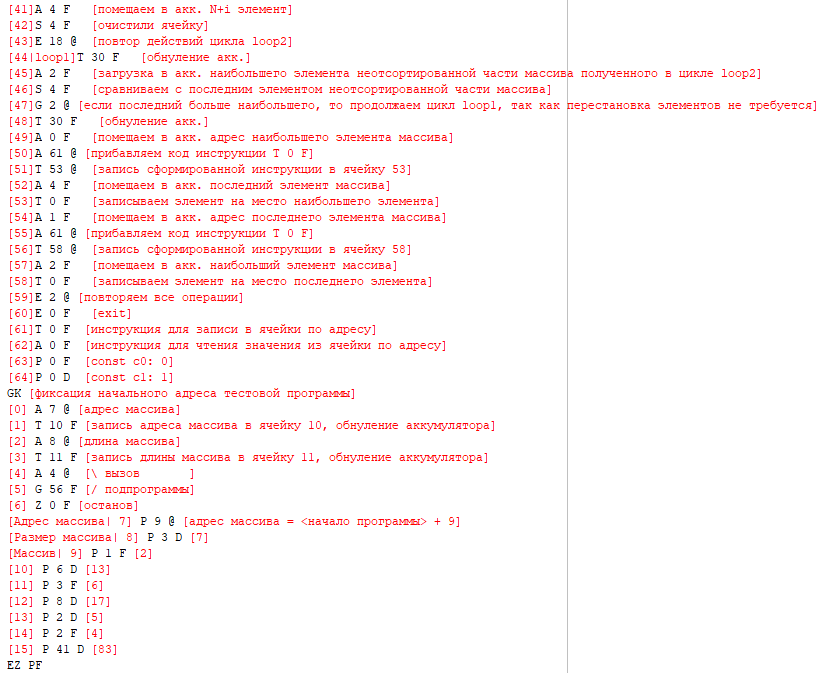 [41]A 4 F [помещаем в акк. N+i элемент]
[42]S 4 F [очистили ячейку]
[43]E 18 @ [повтор действий цикла loop2]
[44|loop1]T 30 F [обнуление акк.]
[45]A 2 F [загрузка в акк. наибольшего элемента неотсортированной части массива полученного в цикле loop2]
[46]S 4 F [сравниваем с последним элементом неотсортированной части массива]
[47]G 2 @ [если последний больше наибольшего, то продолжаем цикл loop1, так как перестановка элементов не требуется]
[48]T 30 F [обнуление акк.]
[49]A 0 F [помещаем в акк. адрес наибольшего элемента массива]
[50]A 61 @ [прибавляем код инструкции T 0 F]
[51]T 53 @ [запись сформированной инструкции в ячейку 53]
[52]A 4 F [помещаем в акк. последний элемент массива]
[53]T 0 F [записываем элемент на место наибольшего элемента]
[54]A 1 F [помещаем в акк. адрес последнего элемента массива]
[55]A 61 @ [прибавляем код инструкции T 0 F]
[56]T 58 @ [запись сформированной инструкции в ячейку 58]
[57]A 2 F [помещаем в акк. наибольший элемент массива]
[58]T 0 F [записываем элемент на место последнего элемента]
[59]E 2 @ [повторяем все операции]
[60]E 0 F [exit]
[61]T 0 F [инструкция для записи в ячейки по адресу]
[62]A 0 F [инструкция для чтения значения из ячейки по адресу]
[63]P 0 F [const c0: 0]
[64]P 0 D [const c1: 1]
GK [фиксация начального адреса тестовой программы]
[0] A 7 @ [адрес массива]
[1] T 10 F [запись адреса массива в ячейку 10, обнуление аккумулятора]
[2] A 8 @ [длина массива]
[3] T 11 F [запись длины массива в ячейку 11, обнуление аккумулятора]
[4] A 4 @ [\ вызов ]
[5] G 56 F [/ подпрограммы]
[6] Z 0 F [останов]
[Адрес массива| 7] P 9 @ [адрес массива = <начало программы> + 9]
[Размер массива| 8] P 3 D [7]
[Массив| 9] P 1 F [2]
[10] P 6 D [13]
[11] P 3 F [6]
[12] P 8 D [17]
[13] P 2 D [5]
[14] P 2 F [4]
[15] P 41 D [83]
EZ PF